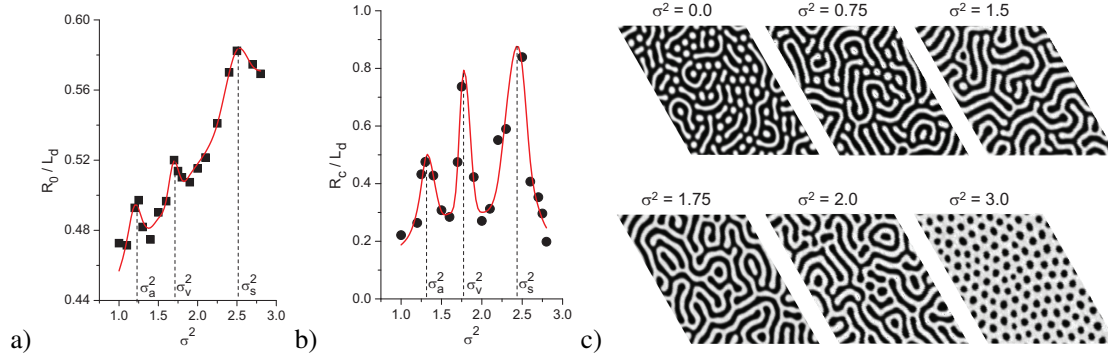 0.60
0.56
0.52
0.48
0.44
R₀ / L_d
1.0 1.5 2.0 2.5 3.0
σ²ₐ
σ²ᵥ
σ²ₛ
σ²
a)
1.0
0.8
0.6
0.4
0.2
0.0
R_c / L_d
1.0 1.5 2.0 2.5 3.0
σ²ₐ
σ²ᵥ
σ²ₛ
σ²
b)
σ² = 0.0 σ² = 0.75 σ² = 1.5
σ² = 1.75 σ² = 2.0 σ² = 3.0
c)